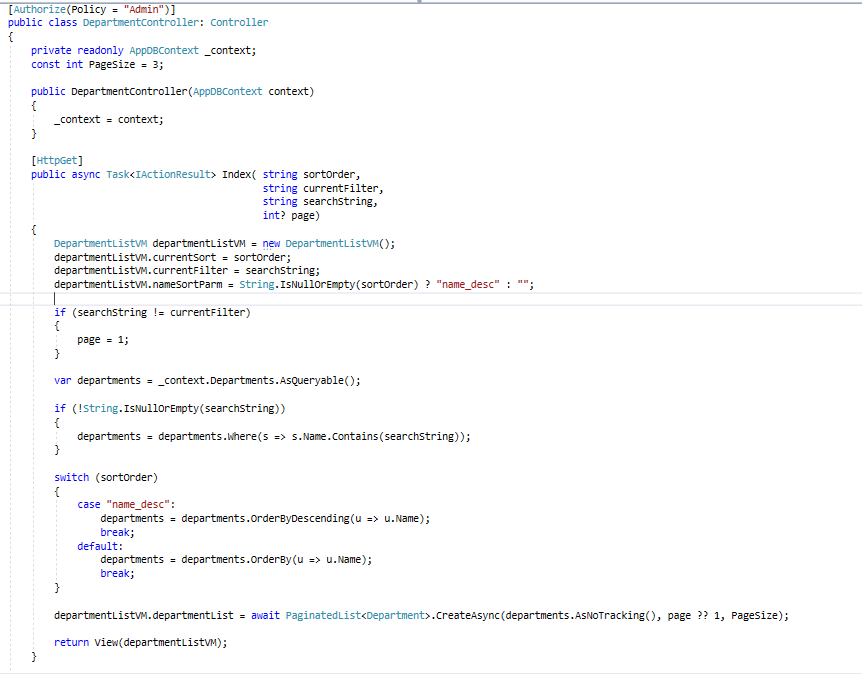 [Authorize(Policy = "Admin")]
public class DepartmentController: Controller
{
private readonly AppDBContext _context;
const int PageSize = 3;
public DepartmentController(AppDBContext context)
{
_context = context;
}
[HttpGet]
public async Task<IActionResult> Index( string sortOrder,
string currentFilter,
string searchString,
int? page)
{
DepartmentListVM departmentListVM = new DepartmentListVM();
departmentListVM.currentSort = sortOrder;
departmentListVM.currentFilter = searchString;
departmentListVM.nameSortParm = String.IsNullOrEmpty(sortOrder) ? "name_desc" : "";
if (searchString != currentFilter)
{
page = 1;
}
var departments = _context.Departments.AsQueryable();
if (!String.IsNullOrEmpty(searchString))
{
departments = departments.Where(s => s.Name.Contains(searchString));
}
switch (sortOrder)
{
case "name_desc":
departments = departments.OrderByDescending(u => u.Name);
break;
default:
departments = departments.OrderBy(u => u.Name);
break;
}
departmentListVM.departmentList = await PaginatedList<Department>.CreateAsync(departments.AsNoTracking(), page ?? 1, PageSize);
return View(departmentListVM);
}